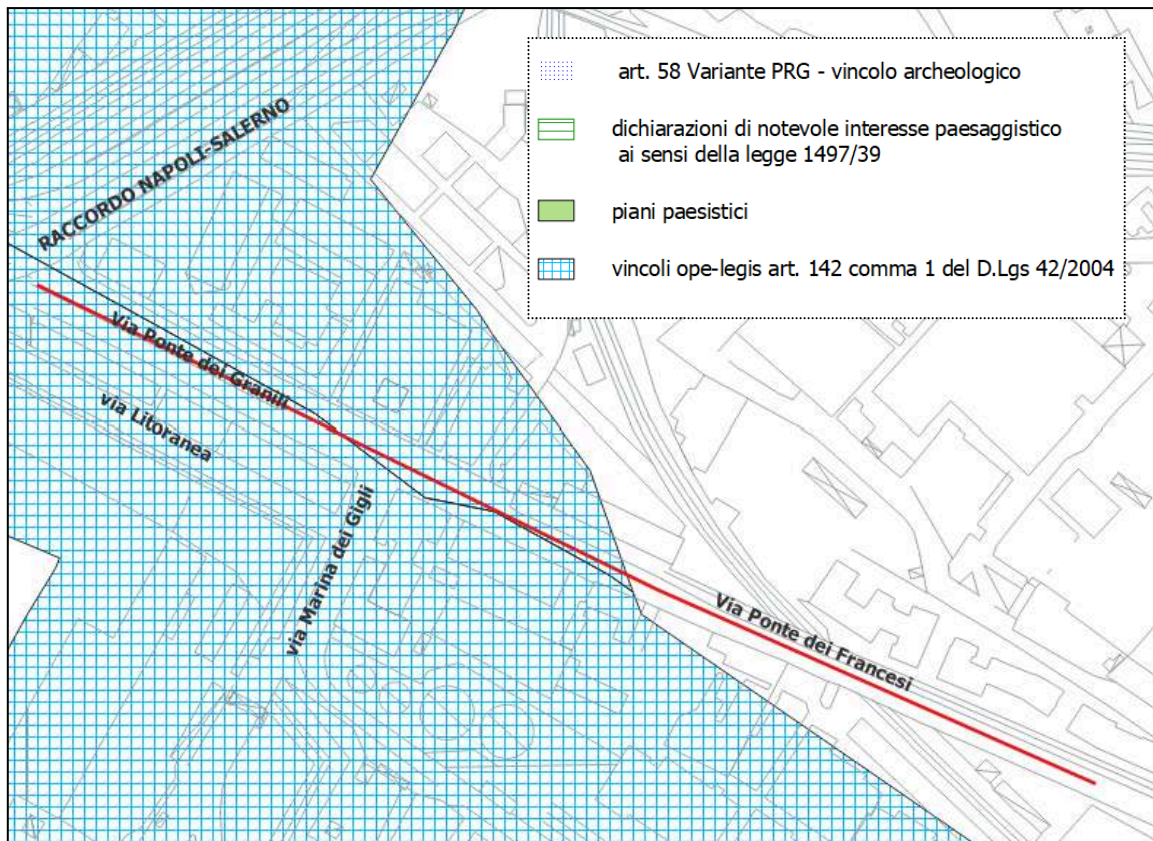 art. 58 Variante PRG - vincolo archeologico
dichiarazioni di notevole interesse paesaggistico
ai sensi della legge 1497/39
piani paesistici
vincoli ope-legis art. 142 comma 1 del D.Lgs 42/2004
RACCORDO NAPOLI-SALERNO
Via Ponte dei Granili
via Litoranea
via Marina dei Gigli
Via Ponte dei Francesi